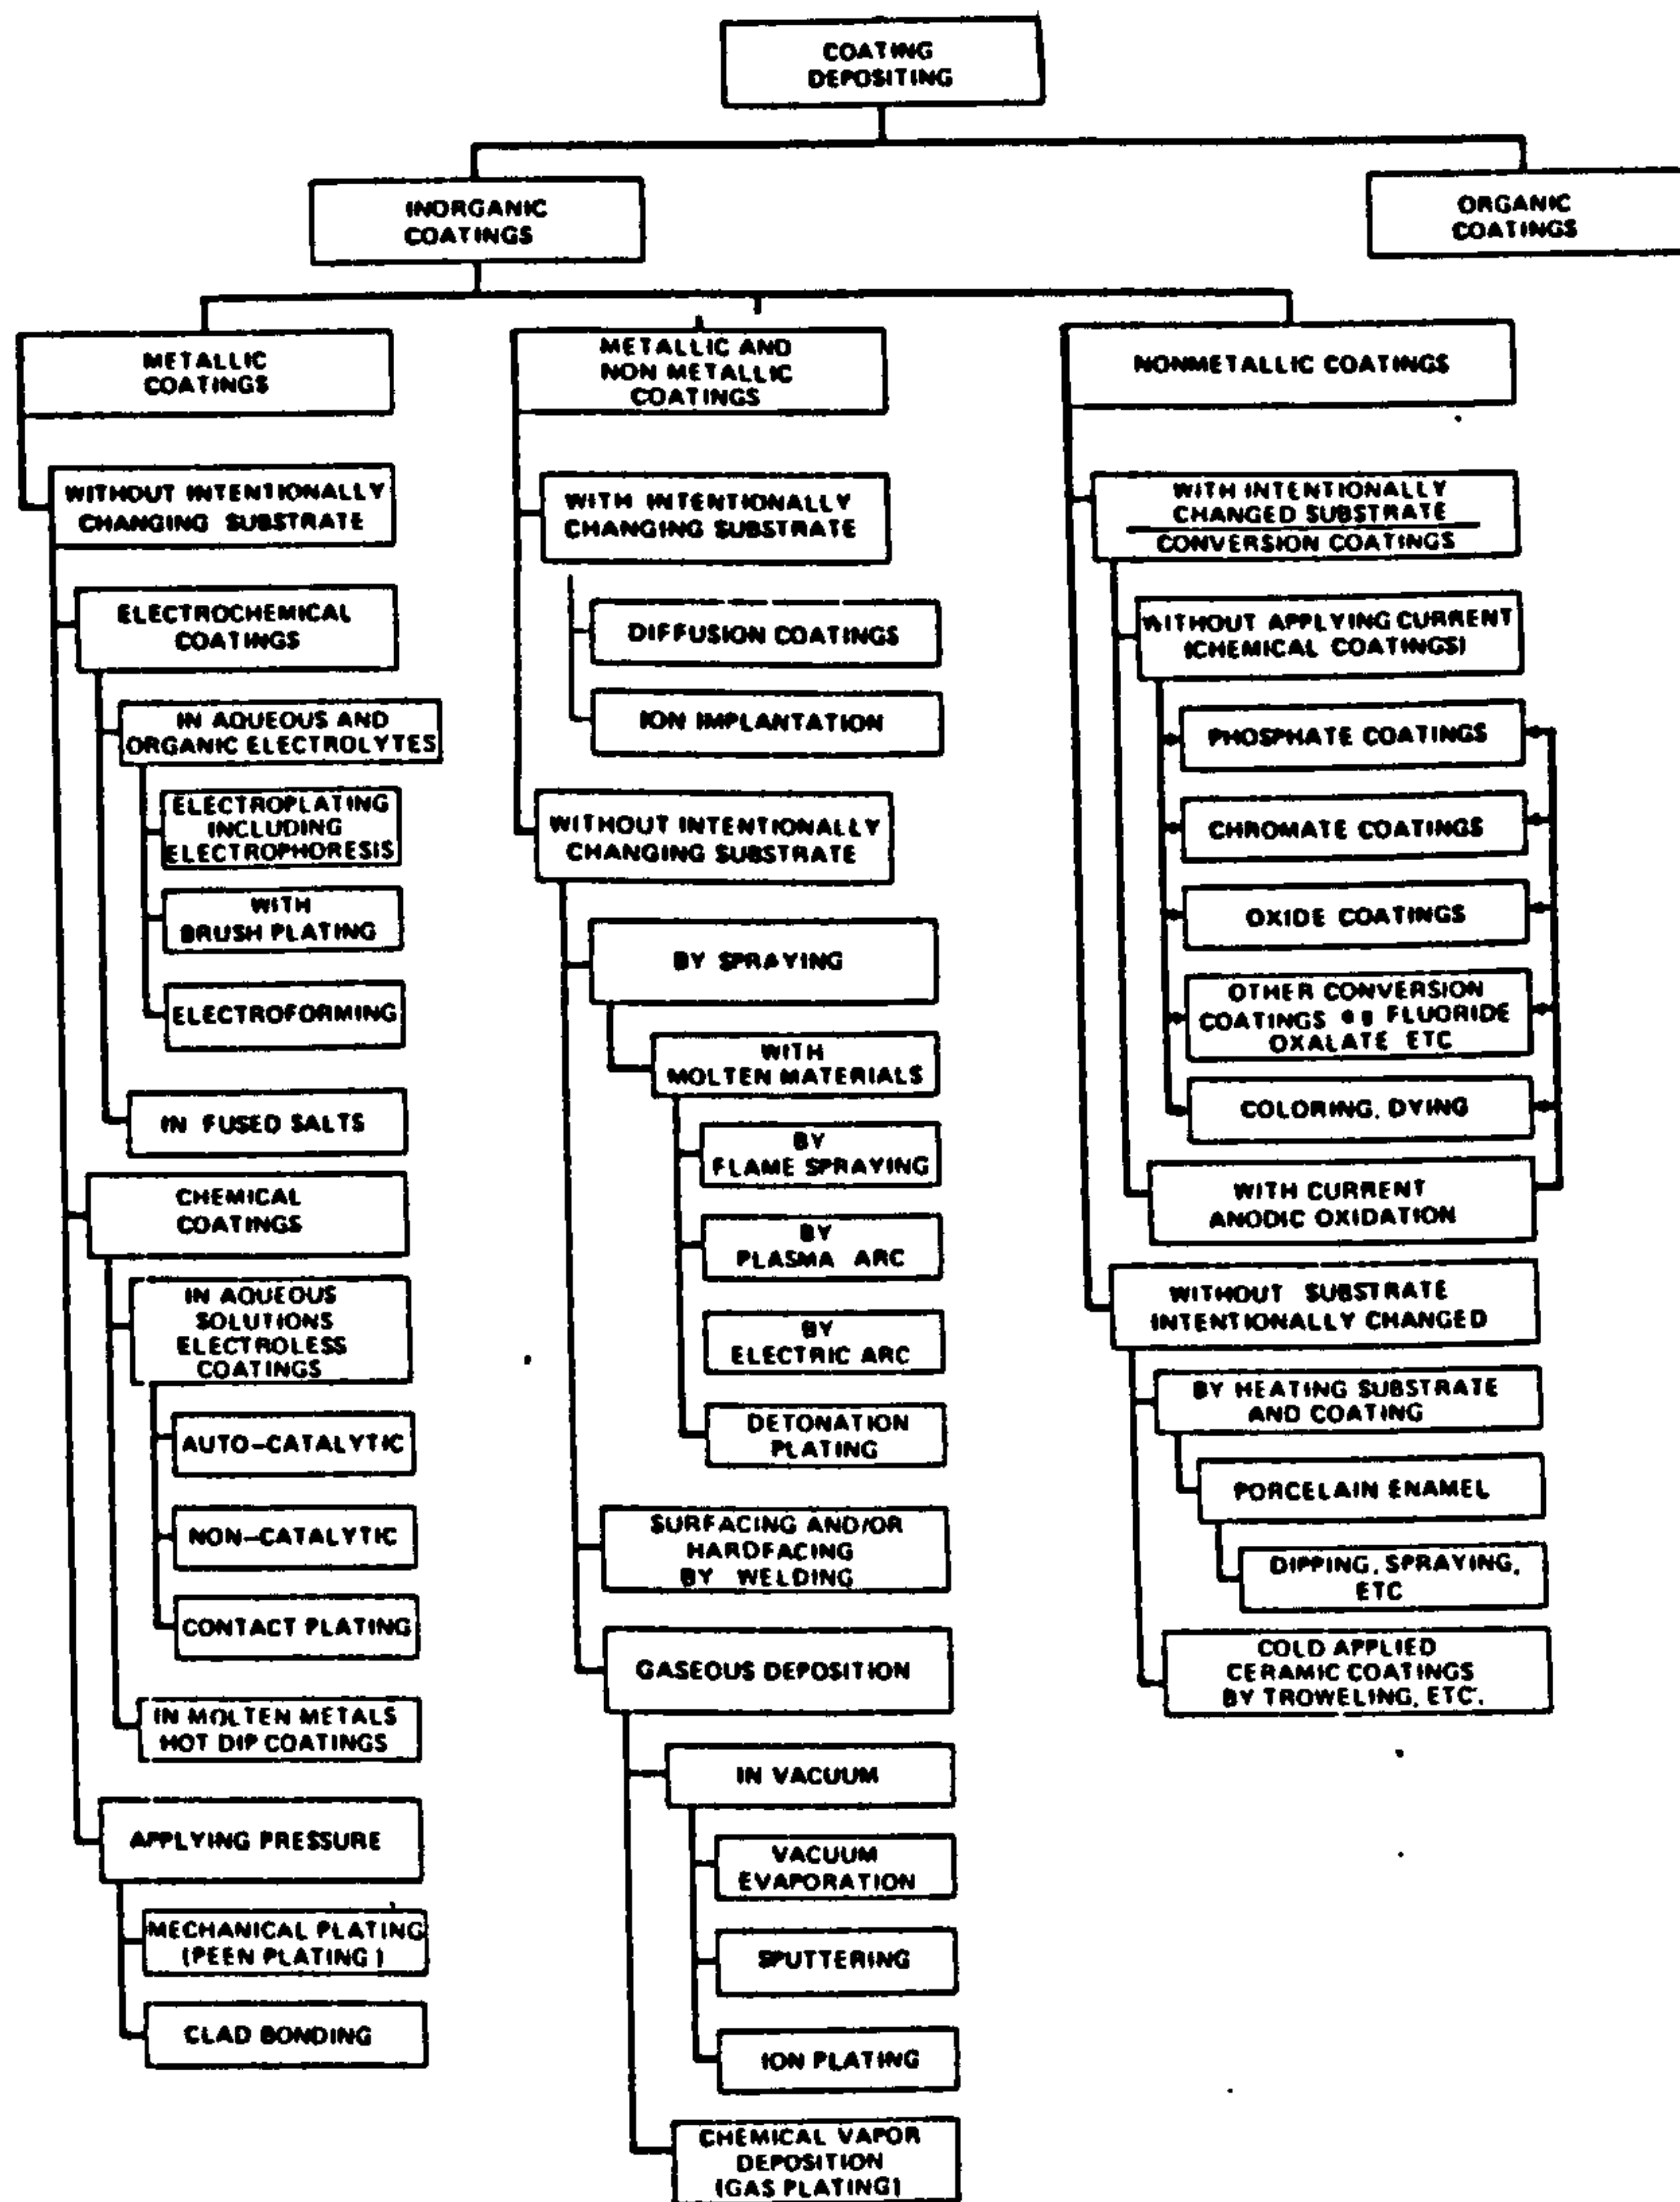 COATING
DEPOSITING
INORGANIC
COATINGS
ORGANIC
COATINGS
METALLIC
COATINGS
WITHOUT INTENTIONALLY
CHANGING SUBSTRATE
ELECTROCHEMICAL
COATINGS
IN AQUEOUS AND
ORGANIC ELECTROLYTES
ELECTROPLATING
INCLUDING
ELECTROPHORESIS
WITH
BRUSH PLATING
ELECTROFORMING
IN FUSED SALTS
CHEMICAL
COATINGS
IN AQUEOUS
SOLUTIONS
ELECTROLESS
COATINGS
AUTO-CATALYTIC
NON-CATALYTIC
CONTACT PLATING
IN MOLTEN METALS
HOT DIP COATINGS
APPLYING PRESSURE
MECHANICAL PLATING
(PEEN PLATING)
CLAD BONDING
METALLIC AND
NON METALLIC
COATINGS
WITH INTENTIONALLY
CHANGING SUBSTRATE
DIFFUSION COATINGS
ION IMPLANTATION
WITHOUT INTENTIONALLY
CHANGING SUBSTRATE
BY SPRAYING
WITH
MOLTEN MATERIALS
BY
FLAME SPRAYING
BY
PLASMA ARC
BY
ELECTRIC ARC
DETONATION
PLATING
SURFACING AND/OR
HARDFACING
BY WELDING
GASEOUS DEPOSITION
IN VACUUM
VACUUM
EVAPORATION
SPUTTERING
ION PLATING
CHEMICAL VAPOR
DEPOSITION
(GAS PLATING)
NONMETALLIC COATINGS
WITH INTENTIONALLY
CHANGED SUBSTRATE
CONVERSION COATINGS
WITHOUT APPLYING CURRENT
(CHEMICAL COATINGS)
PHOSPHATE COATINGS
CHROMATE COATINGS
OXIDE COATINGS
OTHER CONVERSION
COATINGS FLUORIDE
OXALATE ETC
COLORING, DYING
WITH CURRENT
ANODIC OXIDATION
WITHOUT SUBSTRATE
INTENTIONALLY CHANGED
BY HEATING SUBSTRATE
AND COATING
PORCELAIN ENAMEL
DIPPING, SPRAYING,
ETC
COLD APPLIED
CERAMIC COATINGS
BY TROWELING, ETC.